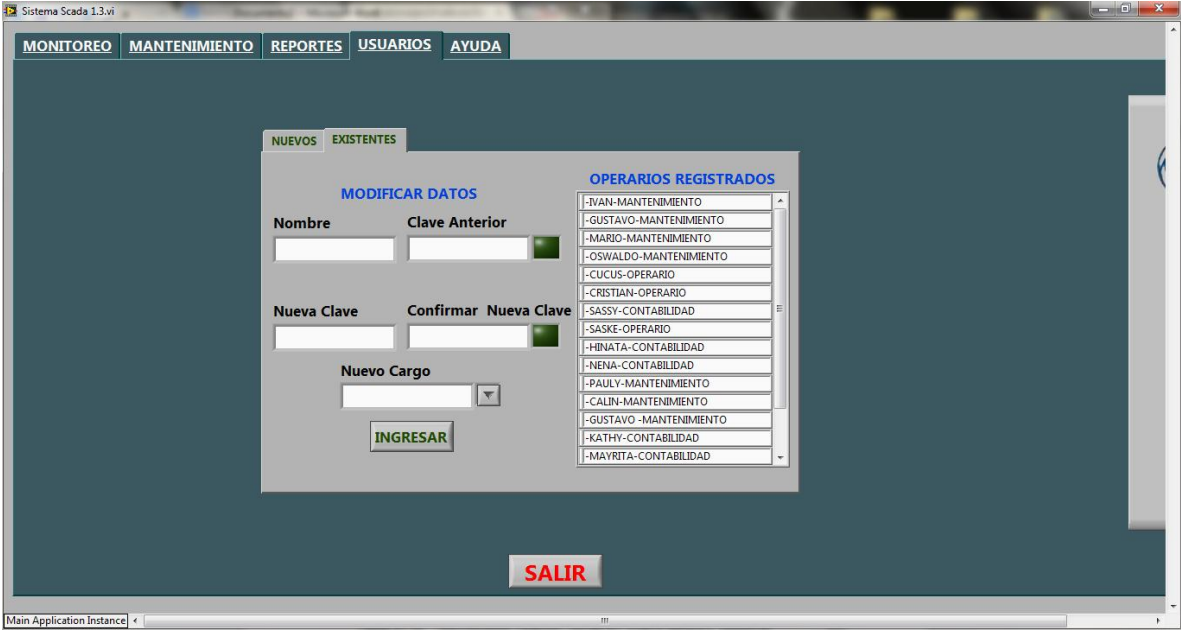 Sistema Scada 1.3.vi
MONITOREO MANTENIMIENTO REPORTES USUARIOS AYUDA
NUEVOS EXISTENTES
MODIFICAR DATOS
Nombre Clave Anterior
Nueva Clave Confirmar Nueva Clave
Nuevo Cargo
INGRESAR
OPERARIOS REGISTRADOS
-IVAN-MANTENIMIENTO
-GUSTAVO-MANTENIMIENTO
-MARIO-MANTENIMIENTO
-OSWALDO-MANTENIMIENTO
-CUCUS-OPERARIO
-CRISTIAN-OPERARIO
-SASSY-CONTABILIDAD
-SASKE-OPERARIO
-HINATA-CONTABILIDAD
-NENA-CONTABILIDAD
-PAULY-MANTENIMIENTO
-CALIN-MANTENIMIENTO
-GUSTAVO -MANTENIMIENTO
-KATHY-CONTABILIDAD
-MAYRITA-CONTABILIDAD
SALIR
Main Application Instance